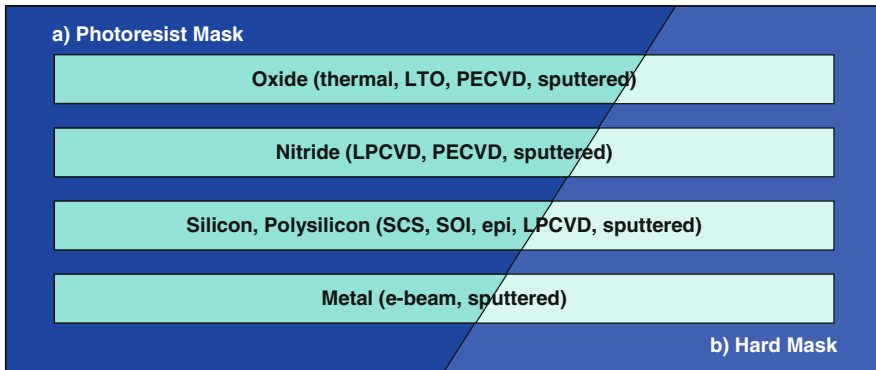 a) Photoresist Mask
Oxide (thermal, LTO, PECVD, sputtered)
Nitride (LPCVD, PECVD, sputtered)
Silicon, Polysilicon (SCS, SOI, epi, LPCVD, sputtered)
Metal (e-beam, sputtered)
b) Hard Mask